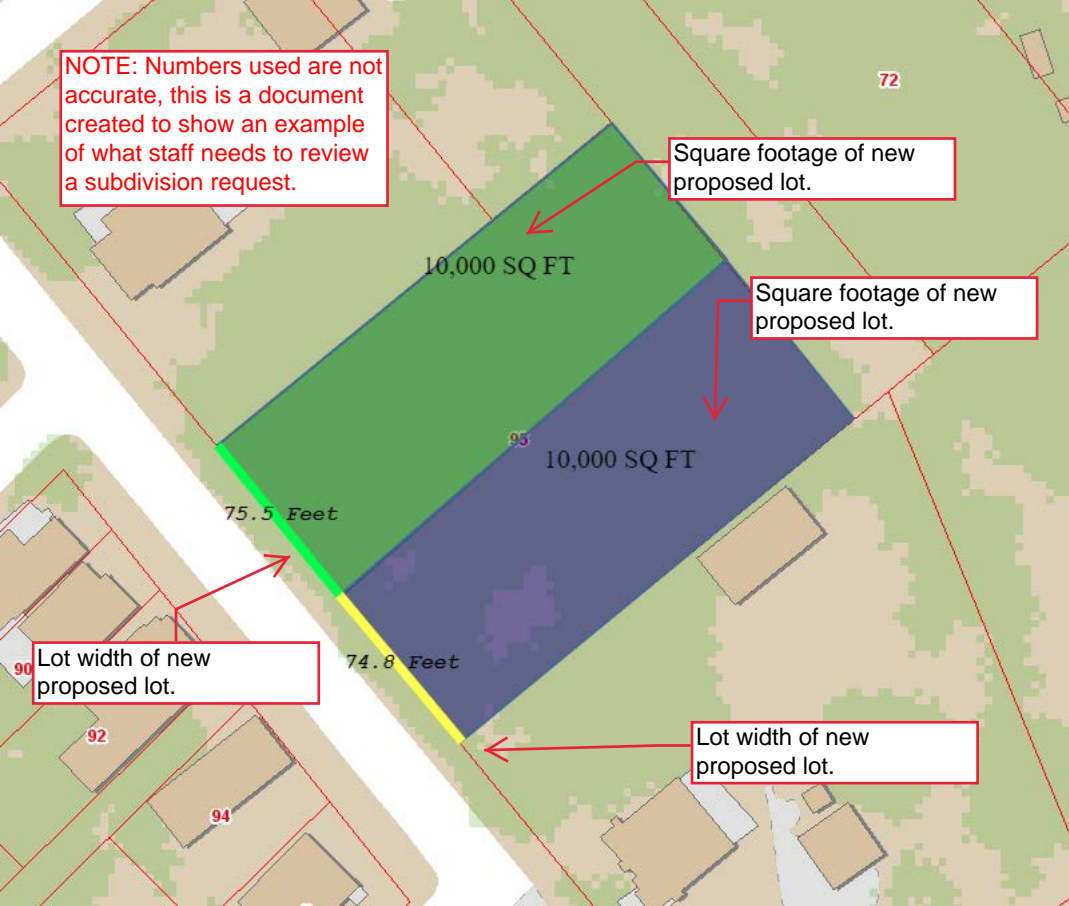 NOTE: Numbers used are not
accurate, this is a document
created to show an example
of what staff needs to review
a subdivision request.
72
Square footage of new
proposed lot.
10,000 SQ FT
Square footage of new
proposed lot.
95
10,000 SQ FT
75.5 Feet
Lot width of new
proposed lot.
74.8 Feet
90
92
Lot width of new
proposed lot.
94